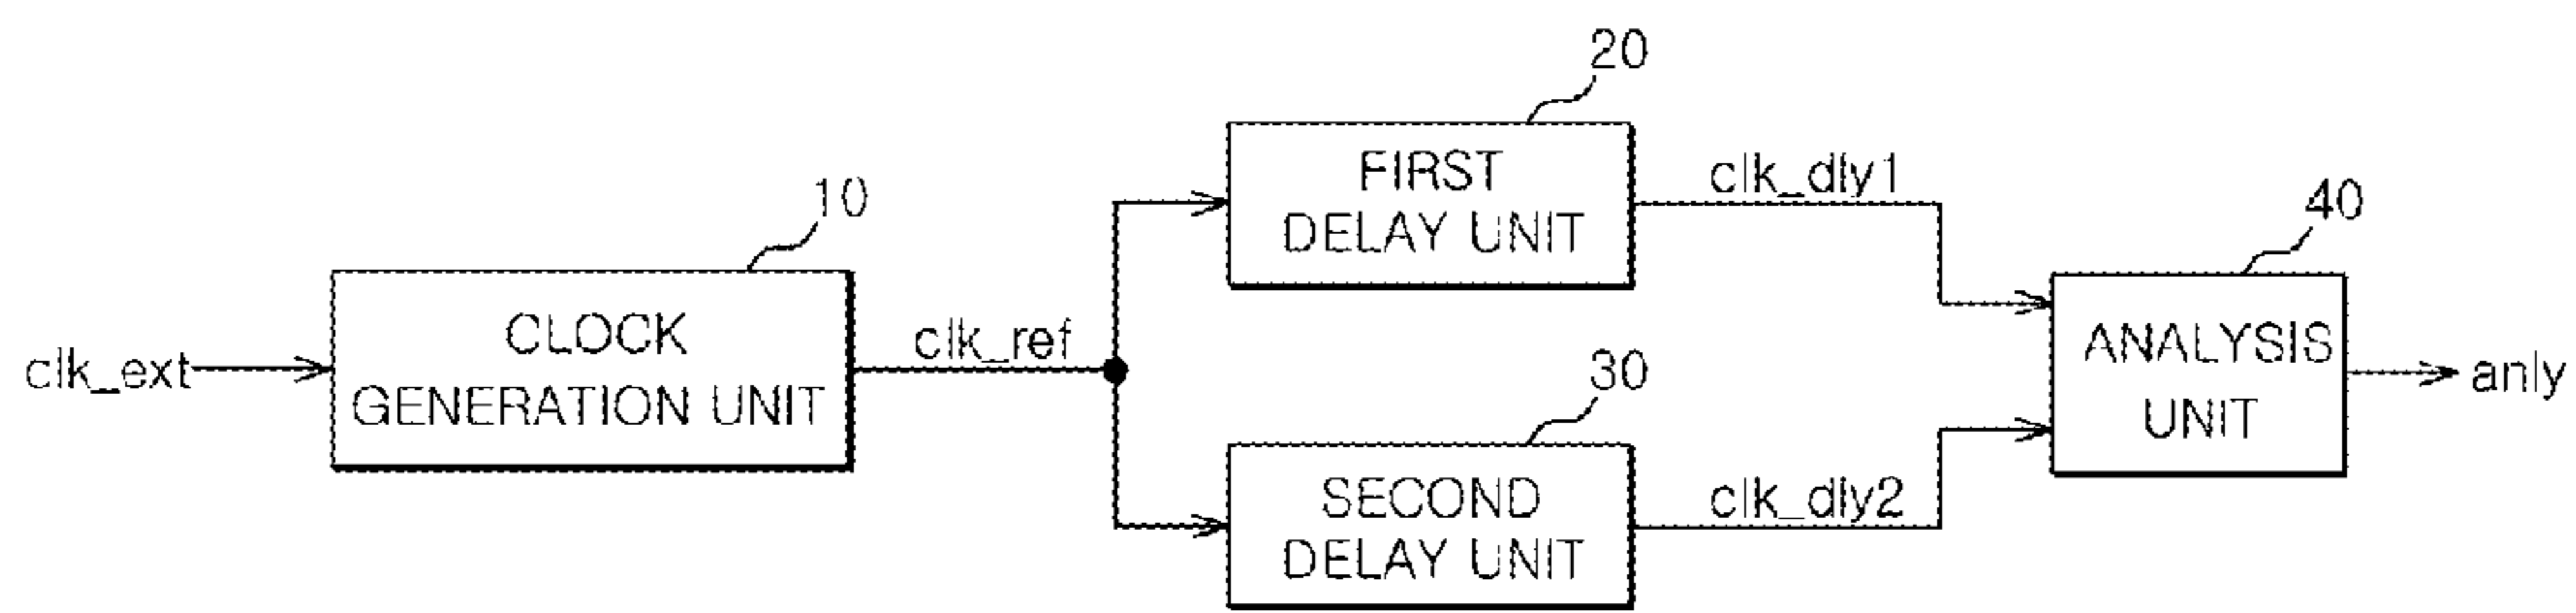 20
FIRST
DELAY UNIT
clk_dly1
10
40
CLOCK
GENERATION UNIT
clk_ext
clk_ref
ANALYSIS
UNIT
anly
30
SECOND
DELAY UNIT
clk_dly2